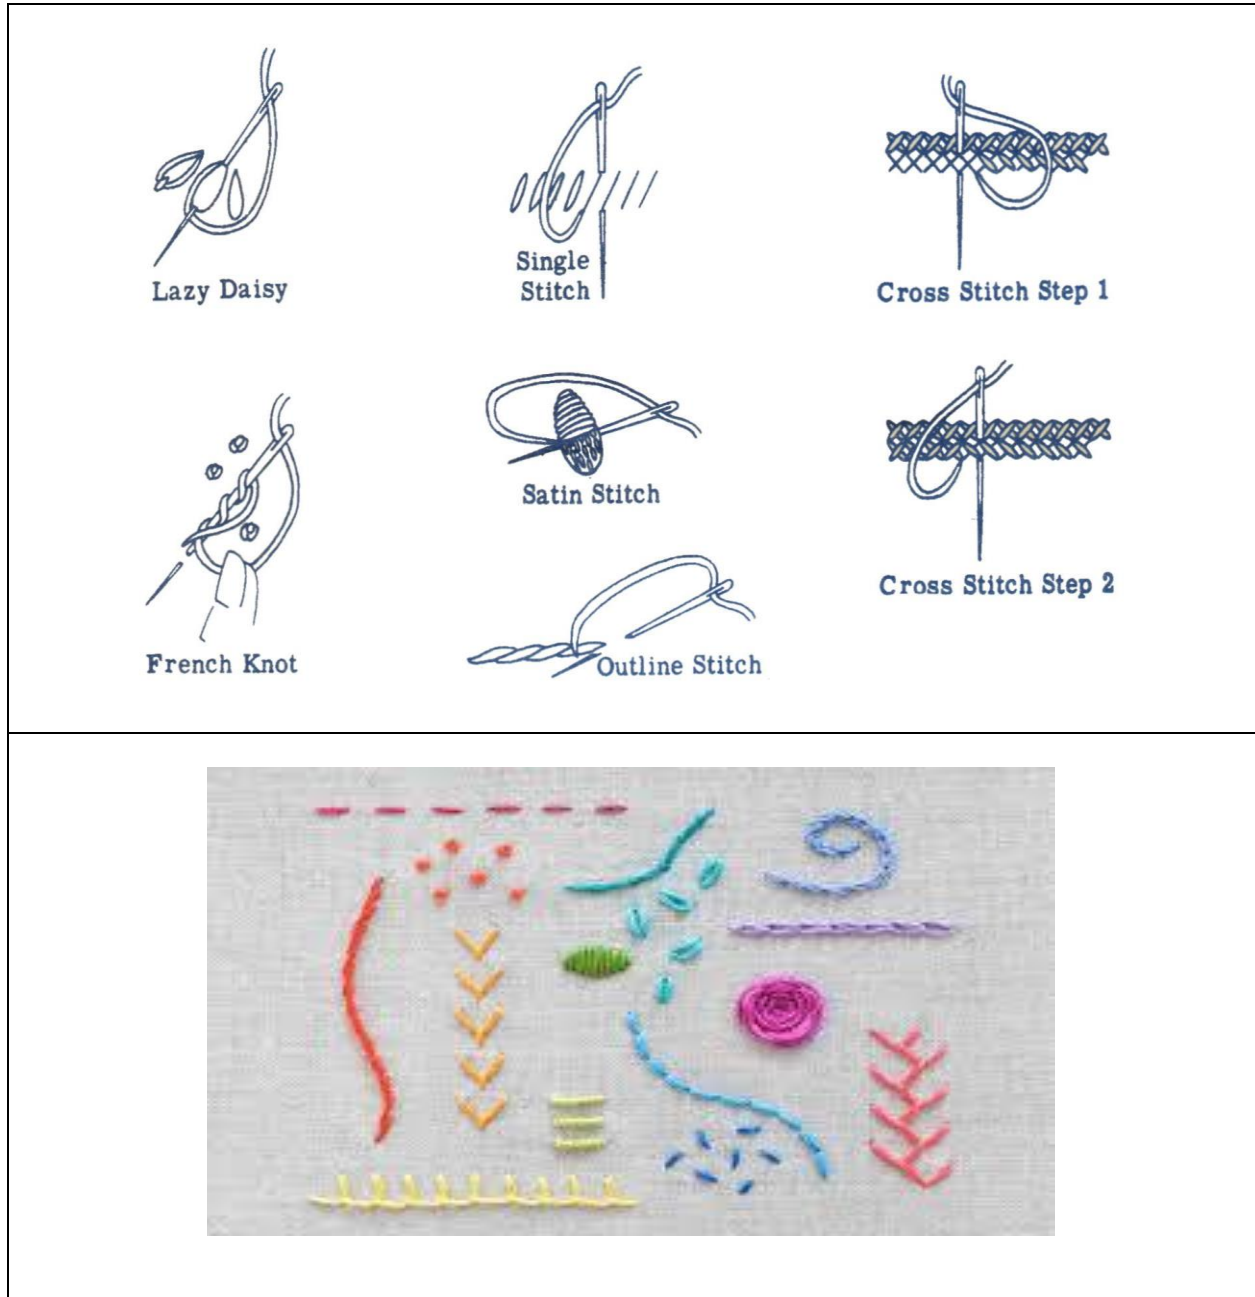 Lazy Daisy
Single
Stitch
Cross Stitch Step 1
French Knot
Satin Stitch
Outline Stitch
Cross Stitch Step 2